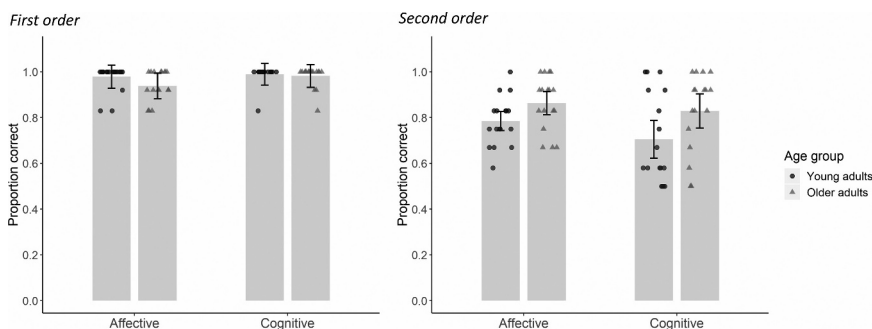 First order
Second order
Proportion correct
1.0
0.8
0.6
0.4
0.2
0.0
Affective
Cognitive
Proportion correct
1.0
0.8
0.6
0.4
0.2
0.0
Affective
Cognitive
Age group
Young adults
Older adults